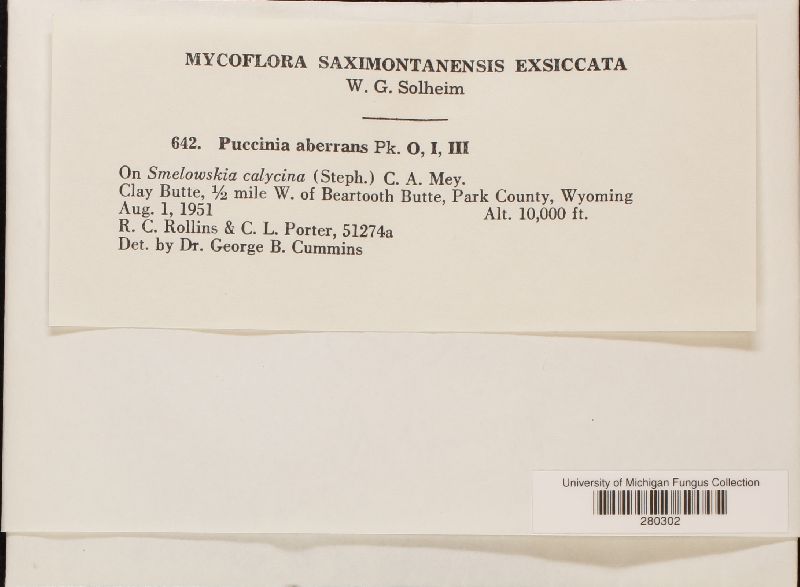 MYCOFLORA SAXIMONTANENSIS EXSICCATA
W. G. Solheim
642. Puccinia aberrans Pk. O, I, III
On Smelowskia calycina (Steph.) C. A. Mey.
Clay Butte, ½ mile W. of Beartooth Butte, Park County, Wyoming
Aug. 1, 1951 Alt. 10,000 ft.
R. C. Rollins & C. L. Porter, 51274a
Det. by Dr. George B. Cummins
University of Michigan Fungus Collection
280302